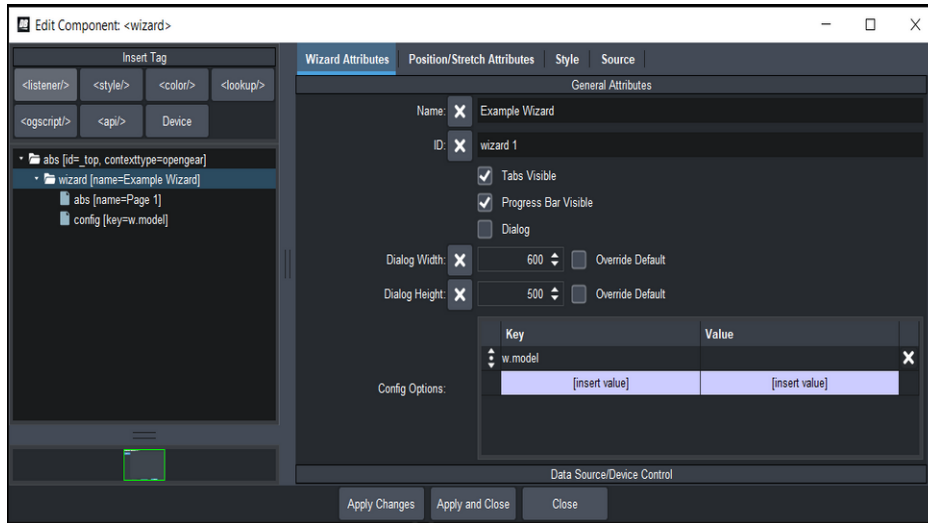 Edit Component: <wizard>
Insert Tag
<listener/> <style/> <color/> <lookup/>
<ogscript/> <api/> Device
abs [id=_top, contexttype=opengear]
wizard [name=Example Wizard]
abs [name=Page 1]
config [key=w.model]
Wizard Attributes Position/Stretch Attributes Style Source
General Attributes
Name: Example Wizard
ID: wizard 1
Tabs Visible
Progress Bar Visible
Dialog
Dialog Width: 600 Override Default
Dialog Height: 500 Override Default
Key Value
w.model
Config Options: [insert value] [insert value]
Data Source/Device Control
Apply Changes Apply and Close Close